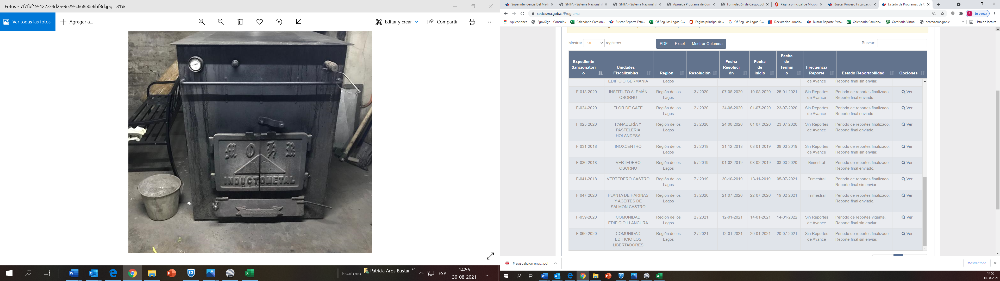 Fotos - 7f7fbf19-1273-4d2a-9e29-c668e0e6bf8d.jpg 81%
Ver todas las fotos
Agregar a...
Editar y crear
Compartir
MOHR
INDUCTOMETAL
Escritorio
Patricia Aros Bustar
»
ESP
14:56
30-08-2021
Superintendencia Del Med
SNIFA - Sistema Nacional d
SNIFA - Sistema Nacional d
Aprueba Programa de Cum
Formulación de Cargos.pdf
Página principal de Micros
Buscar Proceso Fiscalizació
Listado de Programas de C
spdc.sma.gob.cl/Programa
P
En pausa
Aplicaciones
EgovSign - Consult...
Calendario Camion...
Buscar Reporte Esta...
Of Reg Los Lagos-C...
Página principal de...
Of Reg Los Lagos-C...
Declaración Jurada...
Buscar Reporte Esta...
Calendario Camion...
Comisaria Virtual
acceso.sma.gob.cl
»
Lista de lectura
Mostrar 50 registros
PDF Excel Mostrar Columna
Buscar:
Expediente
Sancionatori
o
Unidades
Fiscalizables
Región
Resolución
Fecha
Resoluci
ón
Fecha
de
Inicio
Fecha
de
Términ
o
Frecuencia
Reporte
Estado Reportabilidad
Opciones
EDIFICIO GERMANIA Lagos de Avance Reporte final sin enviar.
F-013-2020 INSTITUTO ALEMÁN Región de los 3 / 2020 07-08-2020 10-08-2020 25-01-2021 Sin Reportes Periodo de reportes finalizado. Ver
OSORNO Lagos de Avance Reporte final enviado.
F-024-2020 FLOR DE CAFÉ Región de los 2 / 2020 24-06-2020 01-07-2020 23-07-2020 Sin Reportes Periodo de reportes finalizado. Ver
Lagos de Avance Reporte final enviado.
F-025-2020 PANADERÍA Y Región de los 2 / 2020 24-06-2020 01-07-2020 23-07-2020 Sin Reportes Periodo de reportes finalizado. Ver
PASTELERÍA Lagos de Avance Reporte final enviado.
HOLANDESA
F-031-2018 INOXCENTRO Región de los 3 / 2018 31-12-2018 08-01-2019 08-03-2019 Sin Reportes Periodo de reportes finalizado. Ver
Lagos de Avance Reporte final sin enviar.
F-036-2018 VERTEDERO Región de los 5 / 2019 01-02-2019 08-02-2019 08-03-2020 Bimestral Periodo de reportes finalizado. Ver
OSORNO Lagos Reporte final enviado.
F-041-2018 VERTEDERO CASTRO Región de los 7 / 2019 30-10-2019 13-11-2019 05-07-2021 Trimestral Periodo de reportes finalizado. Ver
Lagos Reporte final sin enviar.
F-047-2020 PLANTA DE HARINAS Región de los 3 / 2020 21-07-2020 22-07-2020 19-02-2021 Trimestral Periodo de reportes finalizado. Ver
Y ACEITES DE Lagos Reporte final enviado.
SALMON CASTRO
F-059-2020 COMUNIDAD Región de los 2 / 2021 12-01-2021 14-01-2021 14-01-2022 Sin Reportes Periodo de reportes vigente. Ver
EDIFICIO LLANCURA Lagos de Avance Reporte final sin enviar.
F-060-2020 COMUNIDAD Región de los 2 / 2021 12-01-2021 20-01-2021 20-07-2021 Sin Reportes Periodo de reportes finalizado. Ver
EDIFICIO LOS Lagos de Avance Reporte final sin enviar.
LIBERTADORES
Previsualicion envi....pdf
Mostrar todo
14:56
30-08-2021